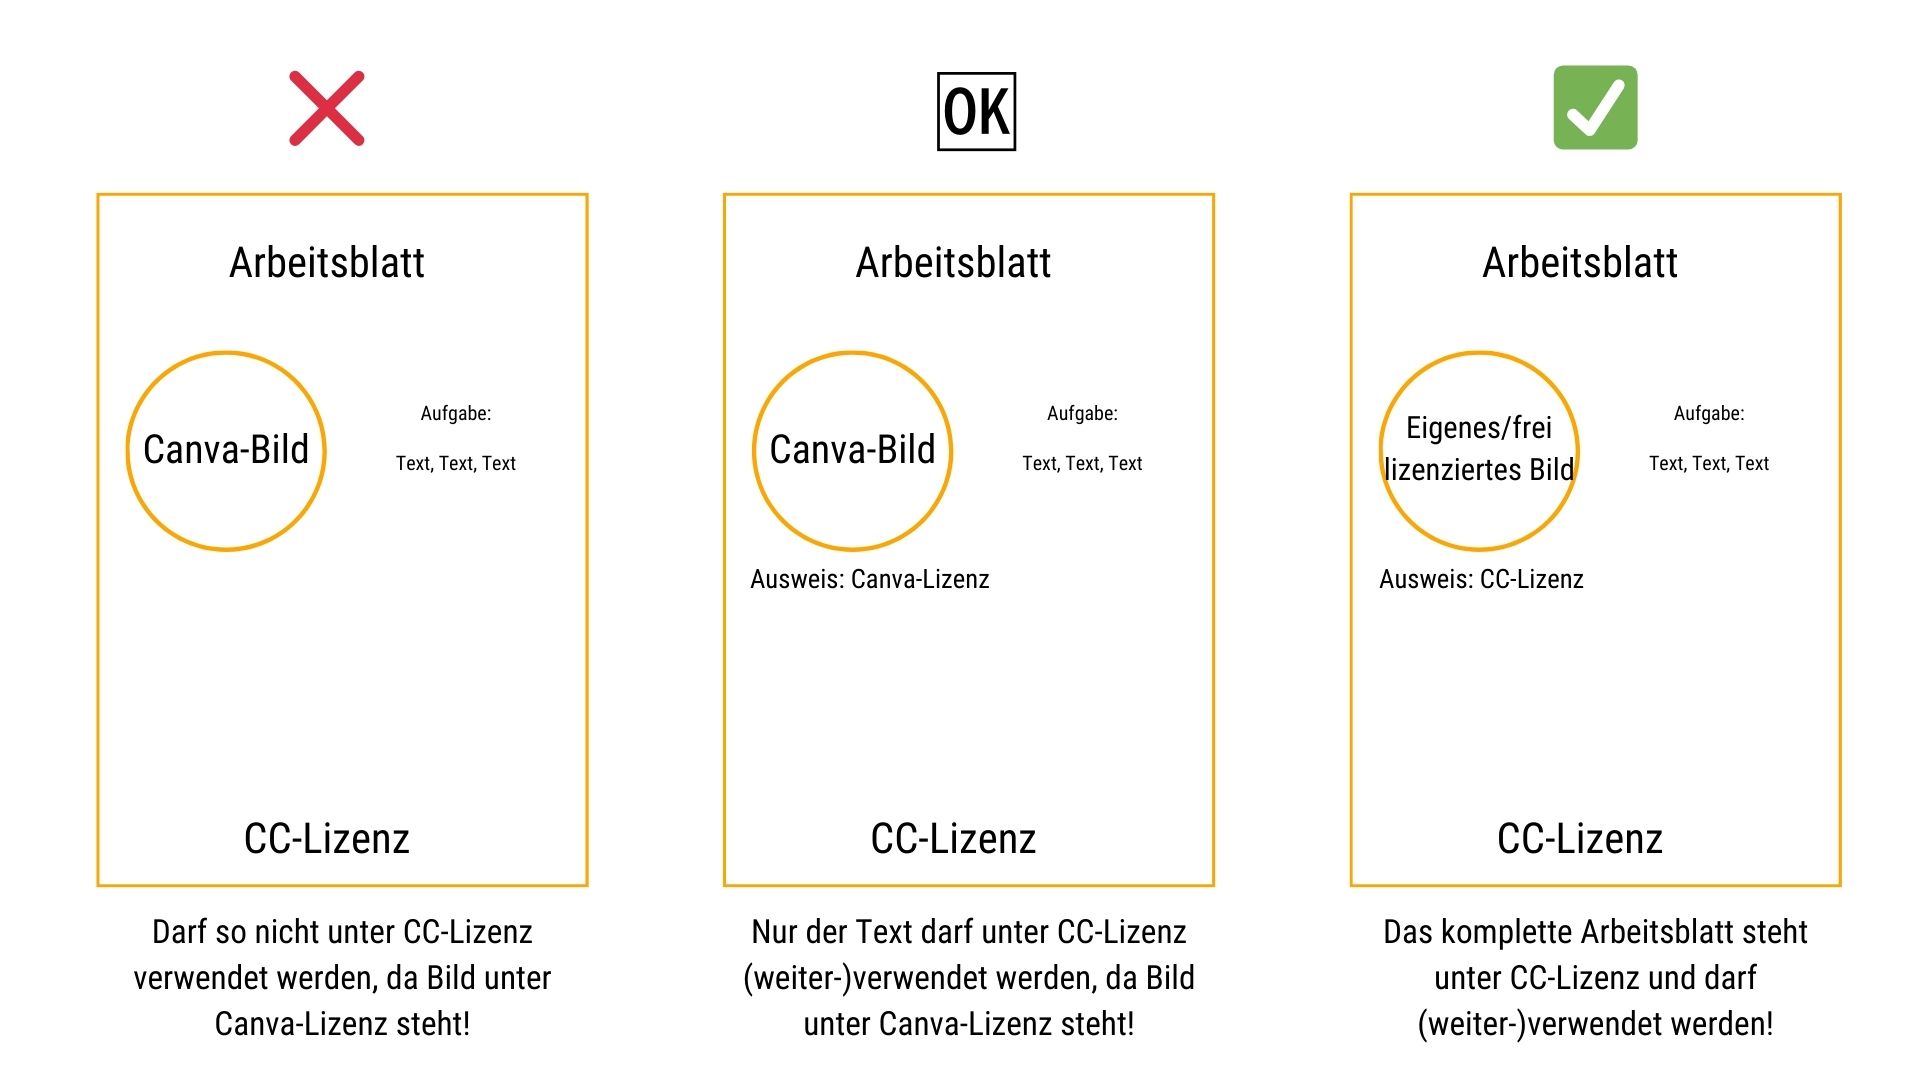 OK
Arbeitsblatt
Canva-Bild
Aufgabe:
Text, Text, Text
CC-Lizenz
Darf so nicht unter CC-Lizenz
verwendet werden, da Bild unter
Canva-Lizenz steht!
Arbeitsblatt
Canva-Bild
Aufgabe:
Text, Text, Text
Ausweis: Canva-Lizenz
CC-Lizenz
Nur der Text darf unter CC-Lizenz
(weiter-)verwendet werden, da Bild
unter Canva-Lizenz steht!
Arbeitsblatt
Eigenes/frei
lizenziertes Bild
Aufgabe:
Text, Text, Text
Ausweis: CC-Lizenz
CC-Lizenz
Das komplette Arbeitsblatt steht
unter CC-Lizenz und darf
(weiter-)verwendet werden!